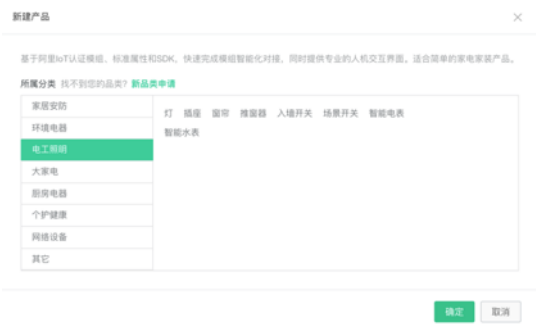 新建产品
基于阿里IoT认证模组、标准属性和SDK，快速完成模组智能化对接，同时提供专业的人机交互界面。适合简单的家电家装产品。
所属分类 找不到您的品类？新品类申请
家居安防
环境电器
电工照明
大家电
厨房电器
个护健康
网络设备
其它
灯 插座 窗帘 推窗器 入墙开关 场景开关 智能电表
智能水表
确定 取消